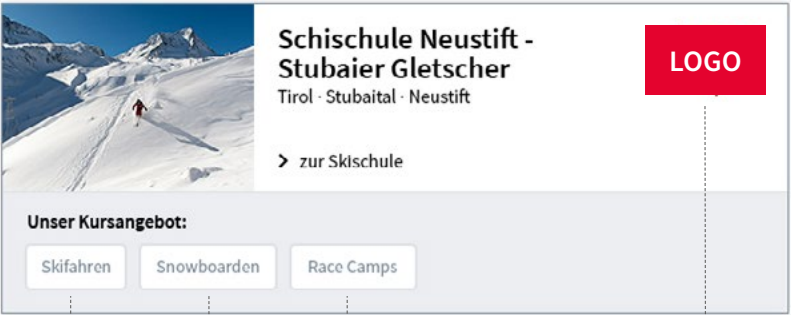 Schischule Neustift -
Stubaier Gletscher
Tirol · Stubaital · Neustift
LOGO
zur Skischule
Unser Kursangebot:
Skifahren
Snowboarden
Race Camps